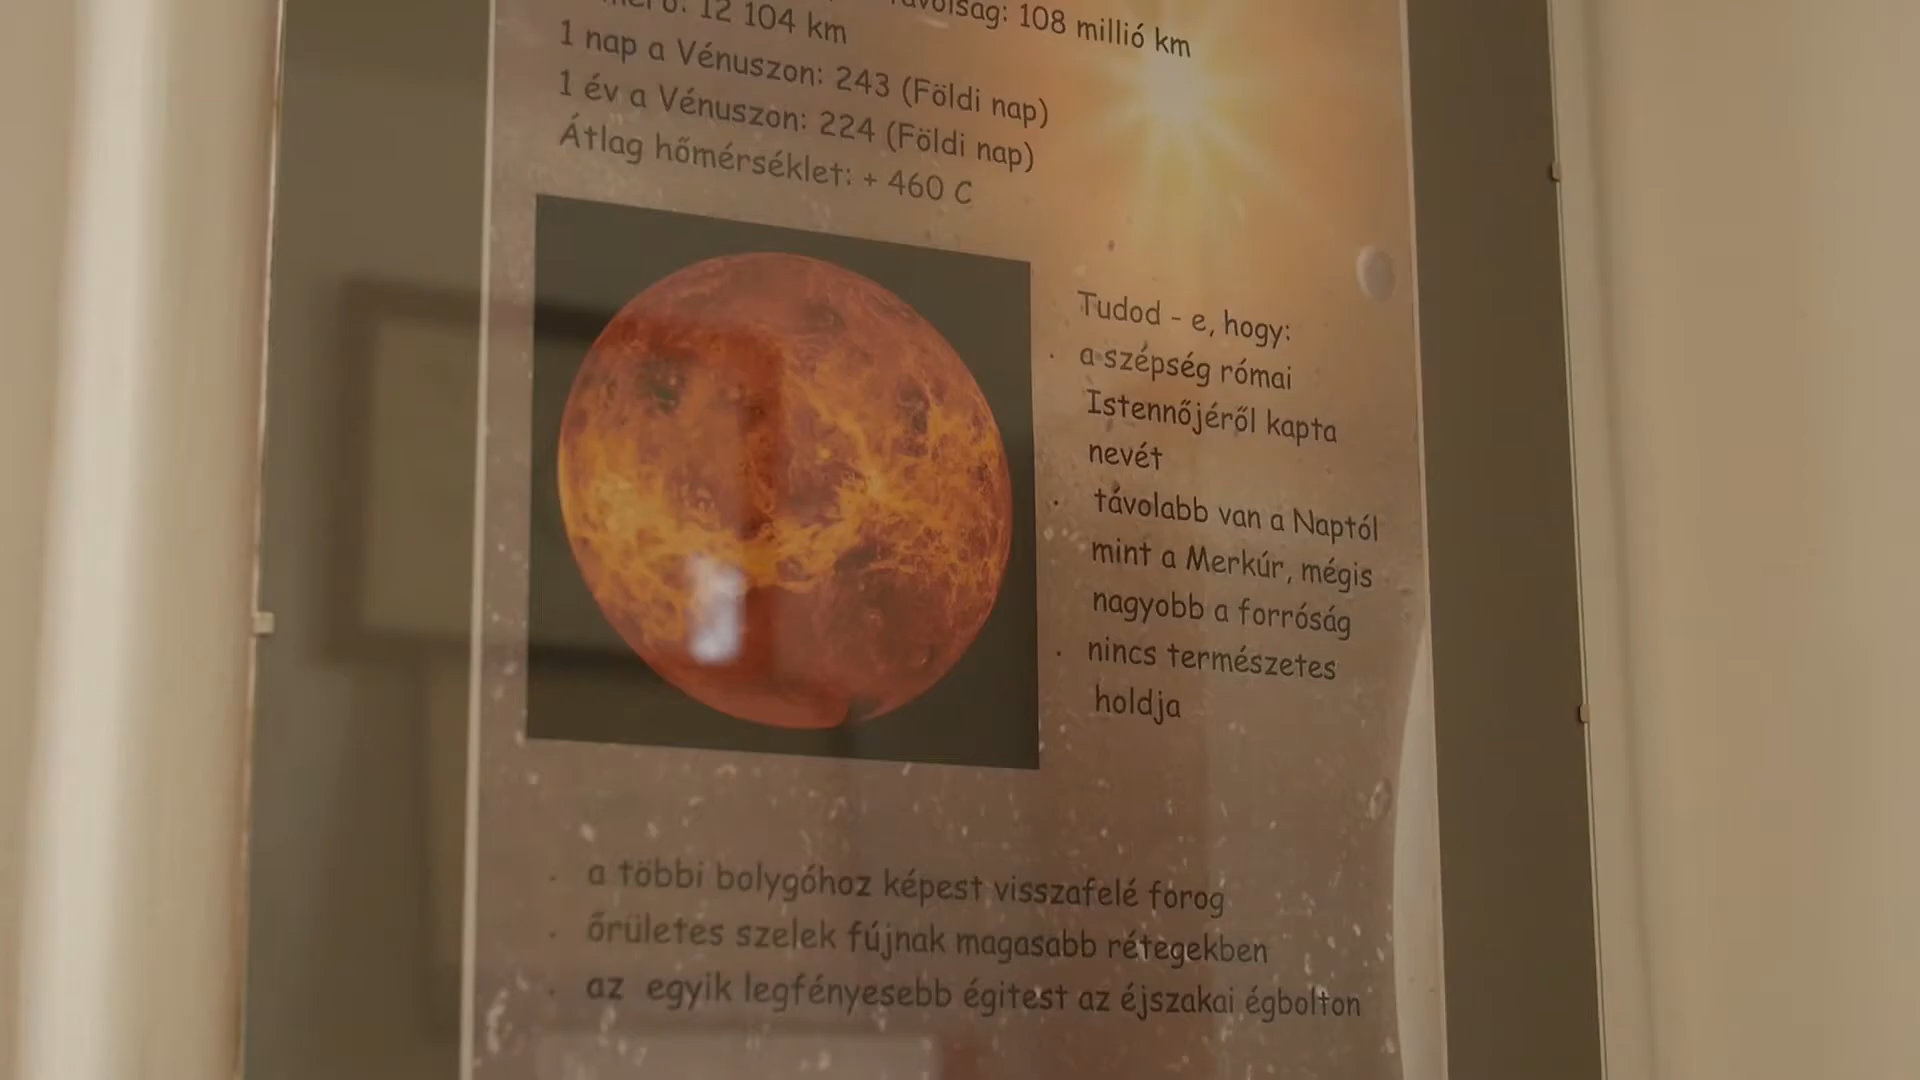 12 104 km
108 millió km
1 nap a Vénuszon: 243 (Földi nap)
1 év a Vénuszon: 224 (Földi nap)
Átlag hőmérséklet: + 460 C
Tudod - e, hogy:
. a szépség római
Istennőjéről kapta
nevét
. távolabb van a Naptól
mint a Merkúr, mégis
nagyobb a forróság
. nincs természetes
holdja
. a többi bolygóhoz képest visszafelé forog
. őrületes szelek fújnak magasabb rétegekben
. az egyik legfényesebb égitest az éjszakai égbolton